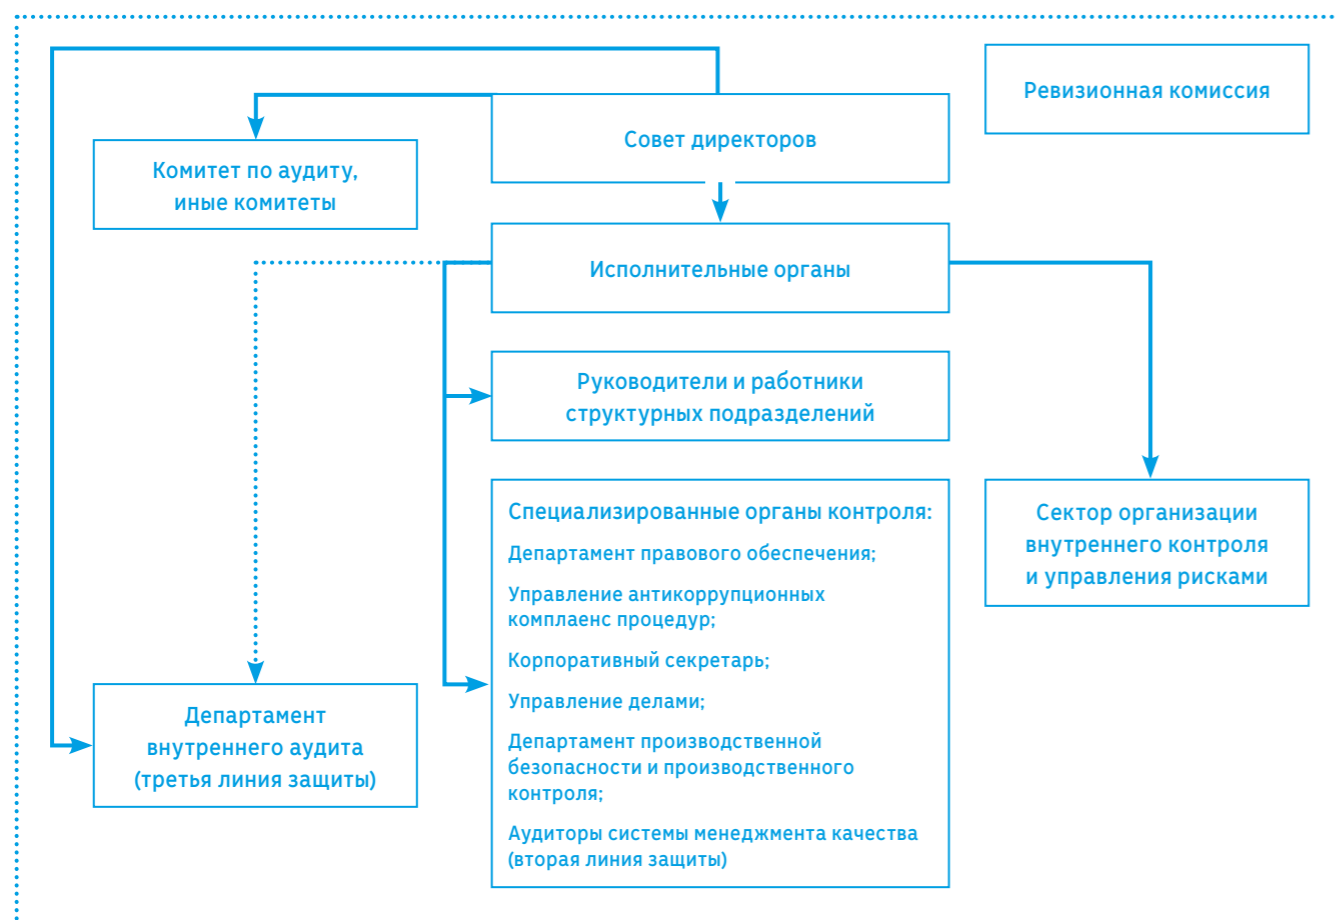 Ревизионная комиссия
Совет директоров
Комитет по аудиту,
иные комитеты
Исполнительные органы
Руководители и работники
структурных подразделений
Специализированные органы контроля:
Департамент правового обеспечения;
Управление антикоррупционных
комплаенс процедур;
Корпоративный секретарь;
Управление делами;
Департамент производственной
безопасности и производственного
контроля;
Аудиторы системы менеджмента качества
(вторая линия защиты)
Сектор организации
внутреннего контроля
и управления рисками
Департамент
внутреннего аудита
(третья линия защиты)